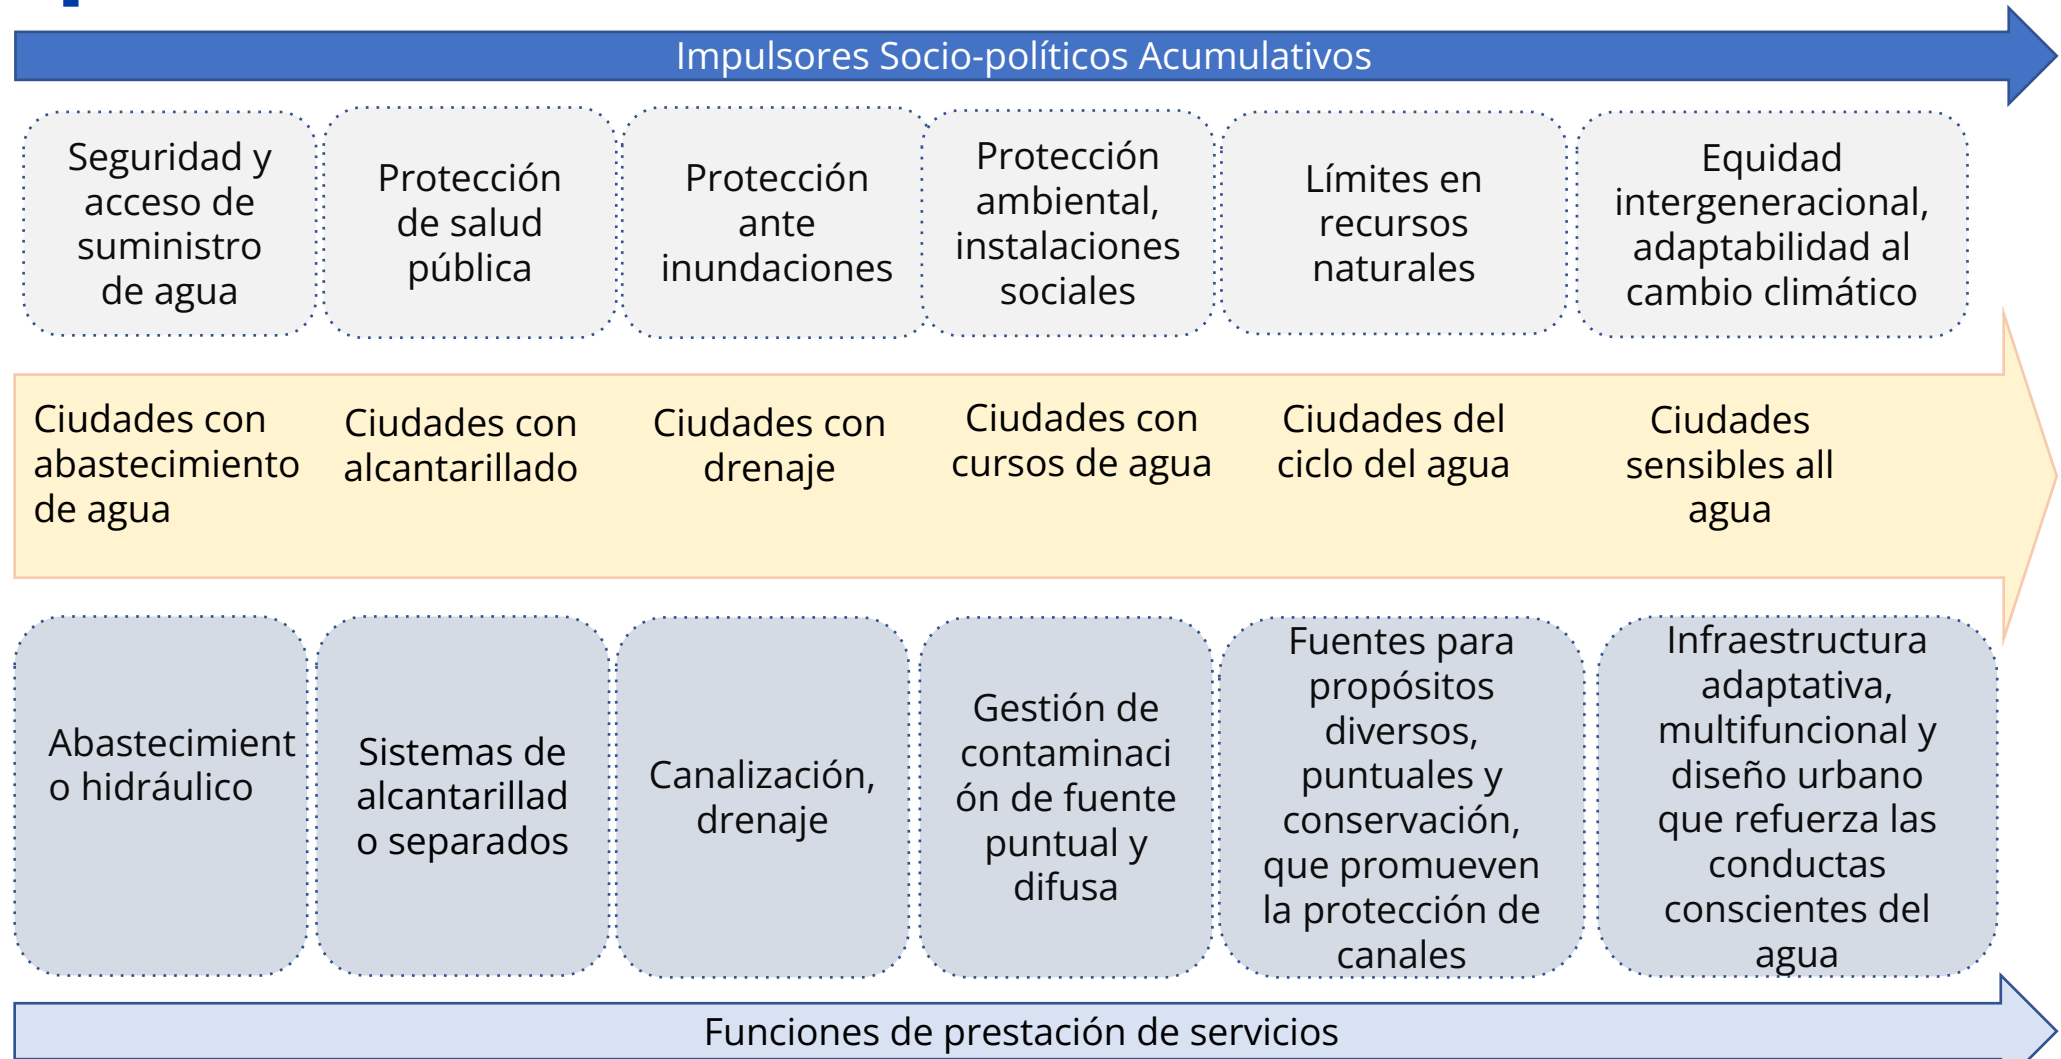 Impulsores Socio-políticos Acumulativos
Seguridad y
acceso de
suministro
de agua
Protección
de salud
pública
Protección
ante
inundaciones
Protección
ambiental,
instalaciones
sociales
Límites en
recursos
naturales
Equidad
intergeneracional,
adaptabilidad al
cambio climático
Ciudades con
abastecimiento
de agua
Ciudades con
alcantarillado
Ciudades con
drenaje
Ciudades con
cursos de agua
Ciudades del
ciclo del agua
Ciudades
sensibles all
agua
Abastecimient
o hidráulico
Sistemas de
alcantarillad
o separados
Canalización,
drenaje
Gestión de
contaminaci
ón de fuente
puntual y
difusa
Fuentes para
propósitos
diversos,
puntuales y
conservación,
que promueven
la protección de
canales
Infraestructura
adaptativa,
multifuncional y
diseño urbano
que refuerza las
conductas
conscientes del
agua
Funciones de prestación de servicios